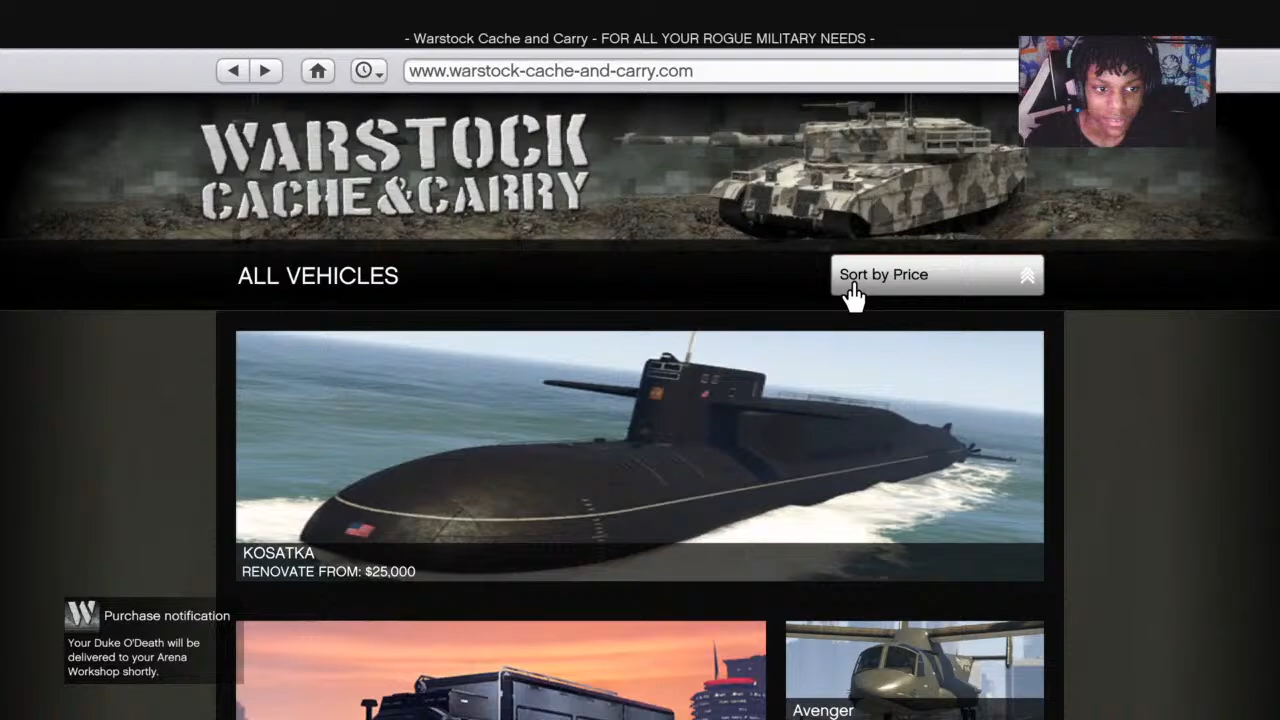 - Warstock Cache and Carry - FOR ALL YOUR ROGUE MILITARY NEEDS -
www.warstock-cache-and-carry.com
WARSTOCK
CACHE&CARRY
ALL VEHICLES
Sort by Price
KOSATKA
RENOVATE FROM: $25,000
W
Purchase notification
Your Duke O'Death will be
delivered to your Arena
Workshop shortly.
Avenger